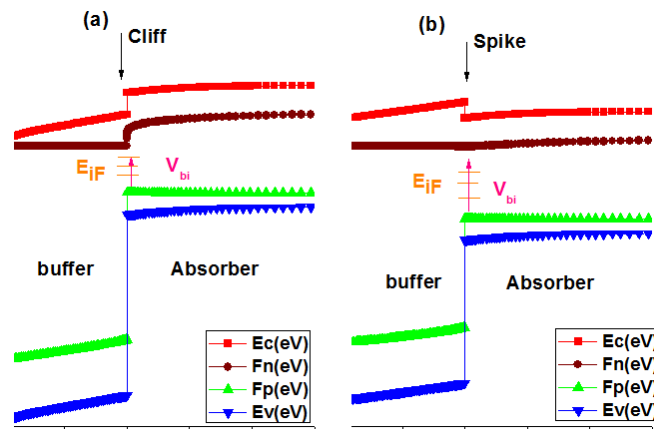 (a)
Cliff
E_iF
V_bi
buffer
Absorber
Ec(eV)
Fn(eV)
Fp(eV)
Ev(eV)
(b)
Spike
E_iF
V_bi
buffer
Absorber
Ec(eV)
Fn(eV)
Fp(eV)
Ev(eV)